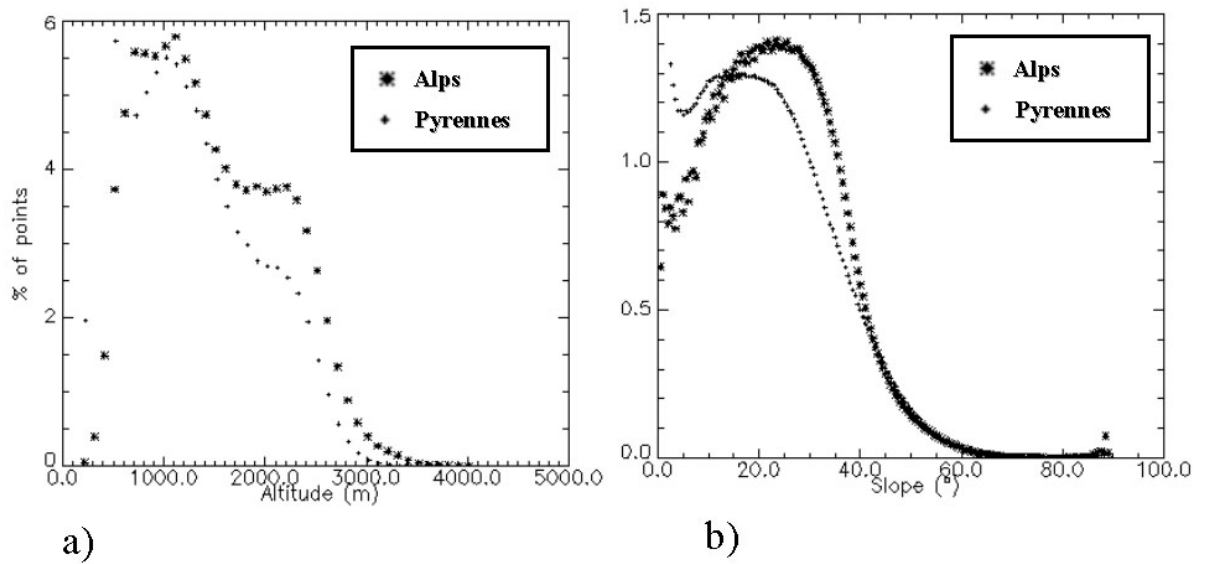 6
4
2
0
% of points
0.0 1000.0 2000.0 3000.0 4000.0 5000.0
Altitude (m)
Alps
Pyrennes
a)
1.5
1.0
0.5
0.0
0.0 20.0 40.0 60.0 80.0 100.0
Slope (°)
Alps
Pyrennes
b)